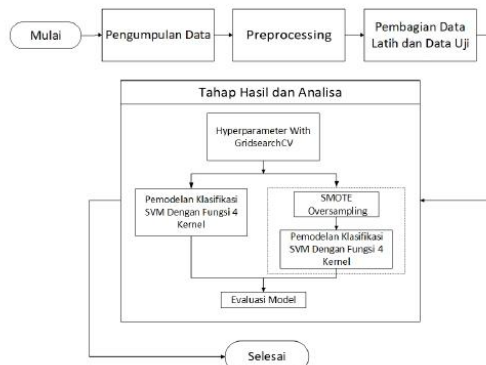 Mulai
Pengumpulan Data
Preprocessing
Pembagian Data
Latih dan Data Uji
Tahap Hasil dan Analisa
Hyperparameter With
GridsearchCV
Pemodelan Klasifikasi
SVM Dengan Fungsi 4
Kernel
SMOTE
Oversampling
Pemodelan Klasifikasi
SVM Dengan Fungsi 4
Kernel
Evaluasi Model
Selesai